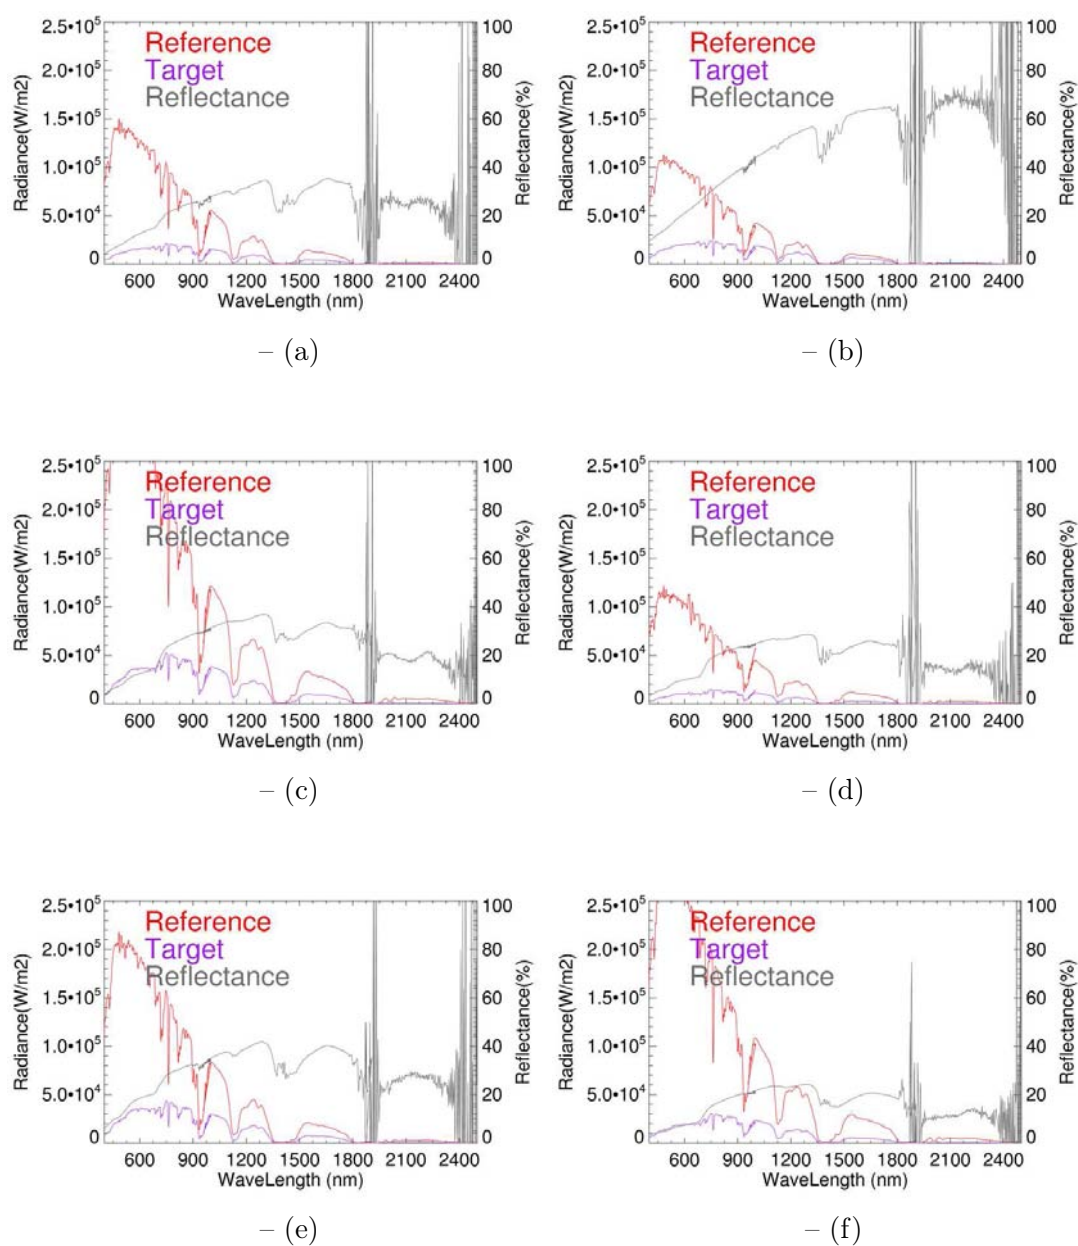 2.5•10⁵ 100
Reference
2.0•10⁵ Target 80
Reflectance
1.5•10⁵ 60
1.0•10⁵ 40
5.0•10⁴ 20
0 0
Radiance(W/m2)
Reflectance(%)
600 900 1200 1500 1800 2100 2400
WaveLength (nm)
– (a)
2.5•10⁵ 100
Reference
2.0•10⁵ Target 80
Reflectance
1.5•10⁵ 60
1.0•10⁵ 40
5.0•10⁴ 20
0 0
Radiance(W/m2)
Reflectance(%)
600 900 1200 1500 1800 2100 2400
WaveLength (nm)
– (b)
2.5•10⁵ 100
Reference
2.0•10⁵ Target 80
Reflectance
1.5•10⁵ 60
1.0•10⁵ 40
5.0•10⁴ 20
0 0
Radiance(W/m2)
Reflectance(%)
600 900 1200 1500 1800 2100 2400
WaveLength (nm)
– (c)
2.5•10⁵ 100
Reference
2.0•10⁵ Target 80
Reflectance
1.5•10⁵ 60
1.0•10⁵ 40
5.0•10⁴ 20
0 0
Radiance(W/m2)
Reflectance(%)
600 900 1200 1500 1800 2100 2400
WaveLength (nm)
– (d)
2.5•10⁵ 100
Reference
2.0•10⁵ Target 80
Reflectance
1.5•10⁵ 60
1.0•10⁵ 40
5.0•10⁴ 20
0 0
Radiance(W/m2)
Reflectance(%)
600 900 1200 1500 1800 2100 2400
WaveLength (nm)
– (e)
2.5•10⁵ 100
Reference
2.0•10⁵ Target 80
Reflectance
1.5•10⁵ 60
1.0•10⁵ 40
5.0•10⁴ 20
0 0
Radiance(W/m2)
Reflectance(%)
600 900 1200 1500 1800 2100 2400
WaveLength (nm)
– (f)